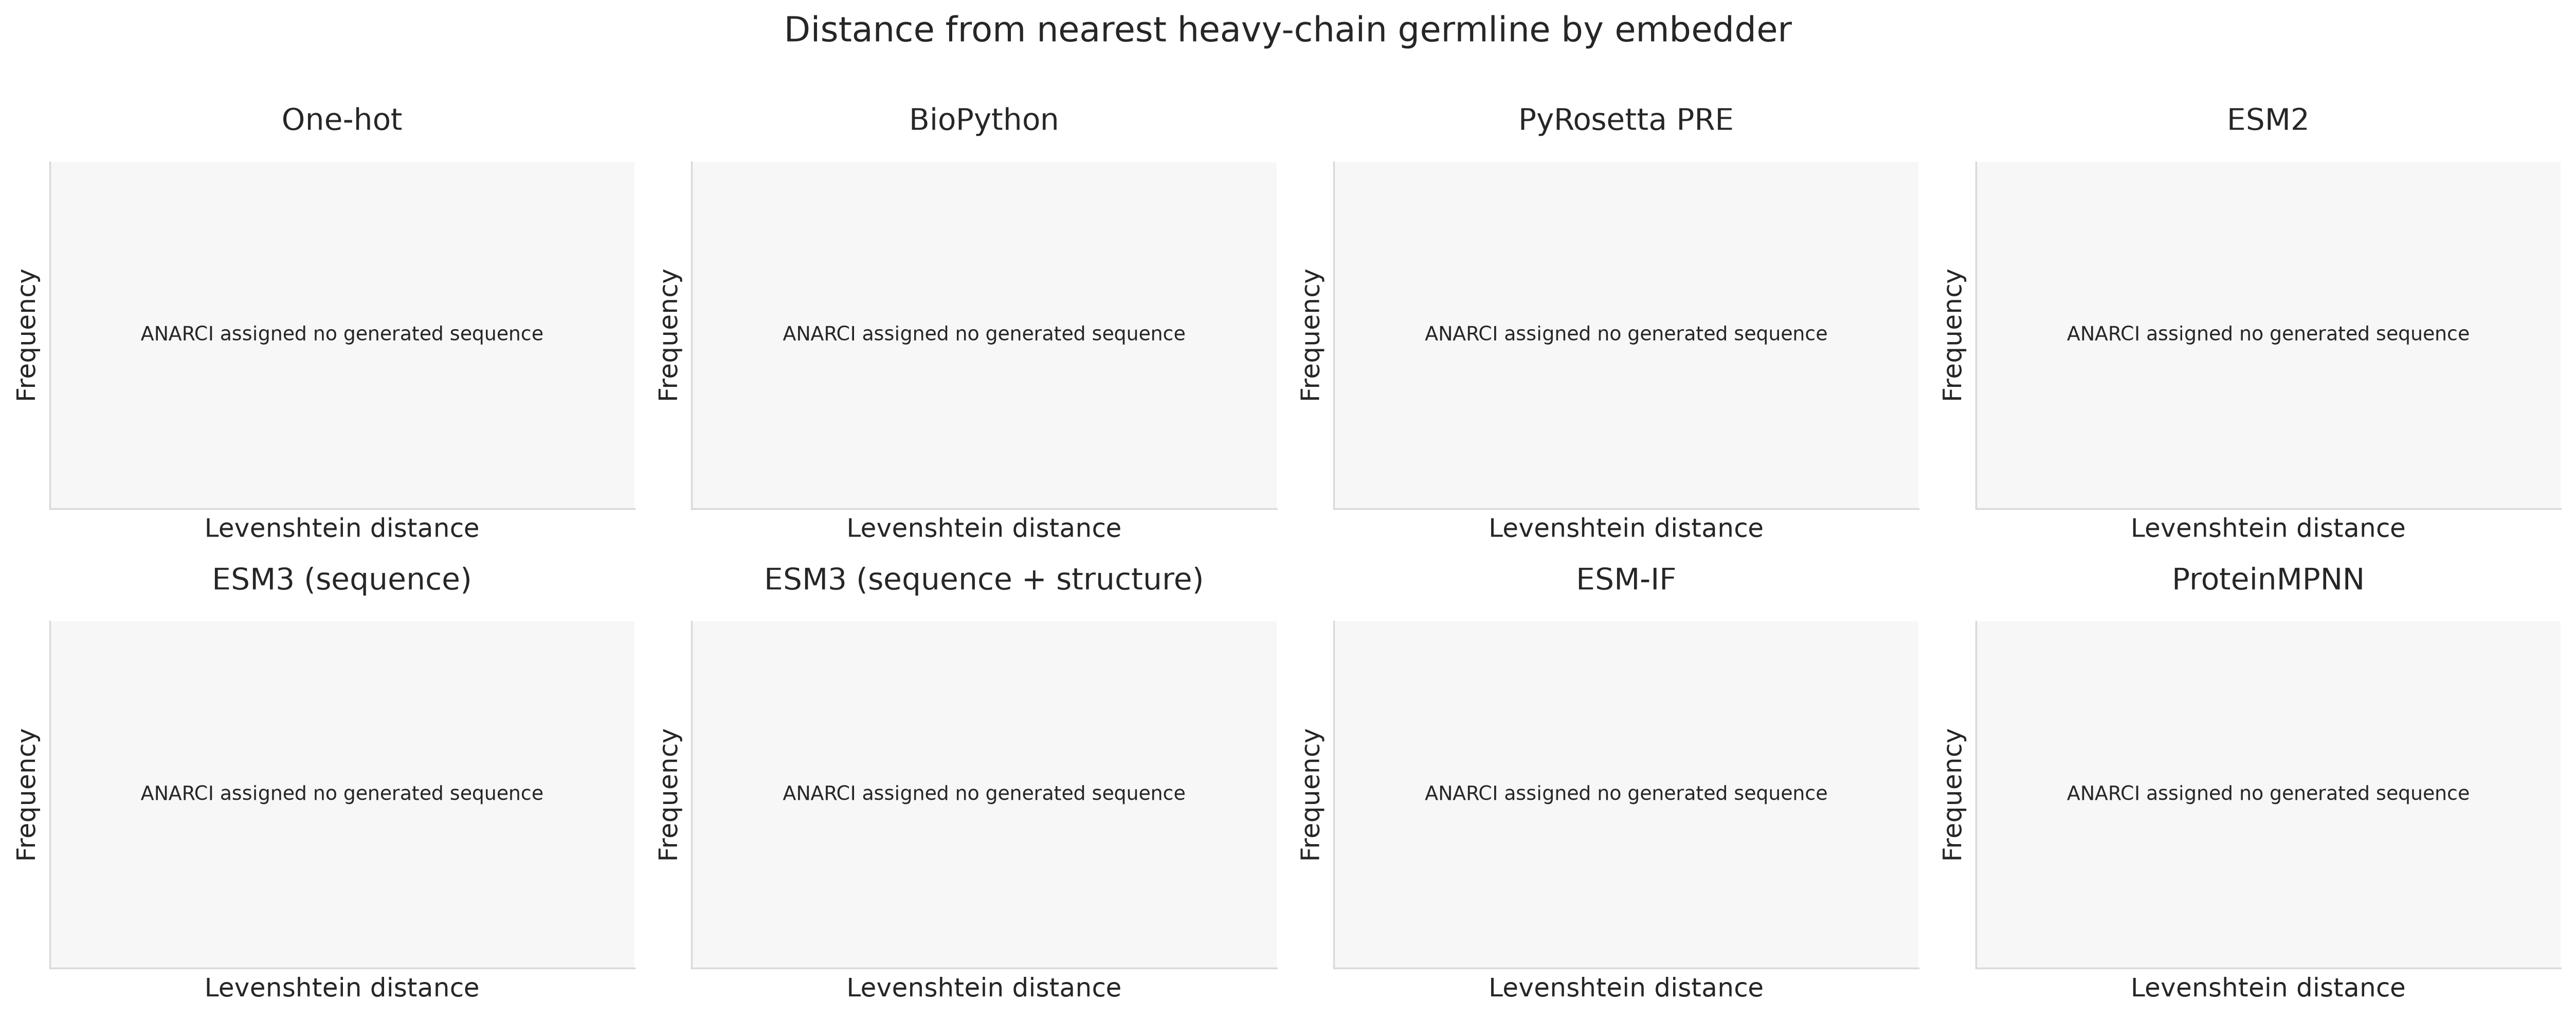 Distance from nearest heavy-chain germline by embedder
One-hot
Frequency
ANARCI assigned no generated sequence
Levenshtein distance
BioPython
Frequency
ANARCI assigned no generated sequence
Levenshtein distance
PyRosetta PRE
Frequency
ANARCI assigned no generated sequence
Levenshtein distance
ESM2
Frequency
ANARCI assigned no generated sequence
Levenshtein distance
ESM3 (sequence)
Frequency
ANARCI assigned no generated sequence
Levenshtein distance
ESM3 (sequence + structure)
Frequency
ANARCI assigned no generated sequence
Levenshtein distance
ESM-IF
Frequency
ANARCI assigned no generated sequence
Levenshtein distance
ProteinMPNN
Frequency
ANARCI assigned no generated sequence
Levenshtein distance